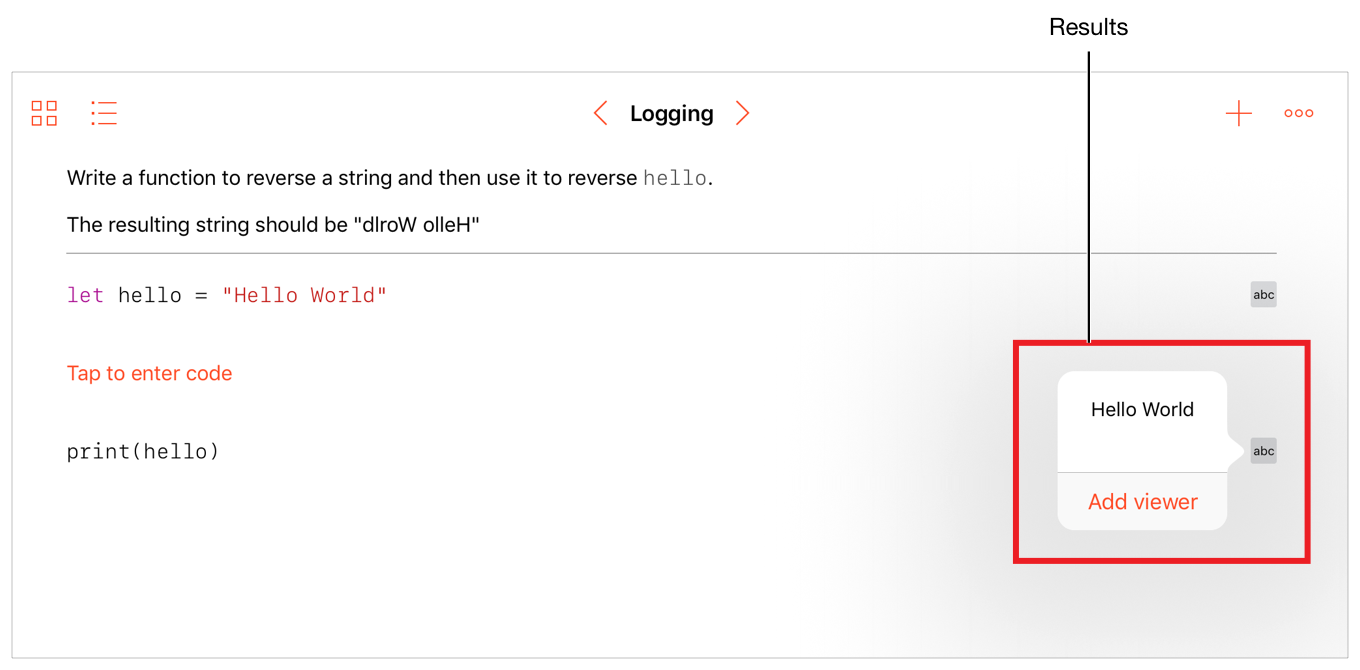 Results
Logging
Write a function to reverse a string and then use it to reverse hello.
The resulting string should be "dlroW olleH"
let hello = "Hello World"
abc
Tap to enter code
Hello World
print(hello)
abc
Add viewer